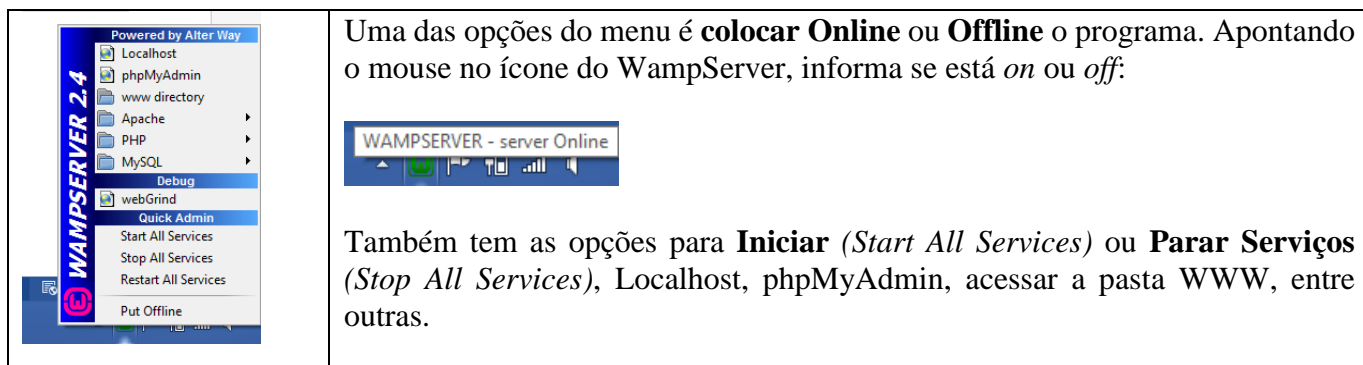 Powered by Alter Way
Localhost
phpMyAdmin
www directory
Apache
PHP
MySQL
Debug
webGrind
Quick Admin
Start All Services
Stop All Services
Restart All Services
Put Offline
WAMPSERVER 2.4
Uma das opções do menu é colocar Online ou Offline o programa. Apontando
o mouse no ícone do WampServer, informa se está on ou off:
WAMPSERVER - server Online
Também tem as opções para Iniciar (Start All Services) ou Parar Serviços
(Stop All Services), Localhost, phpMyAdmin, acessar a pasta WWW, entre
outras.